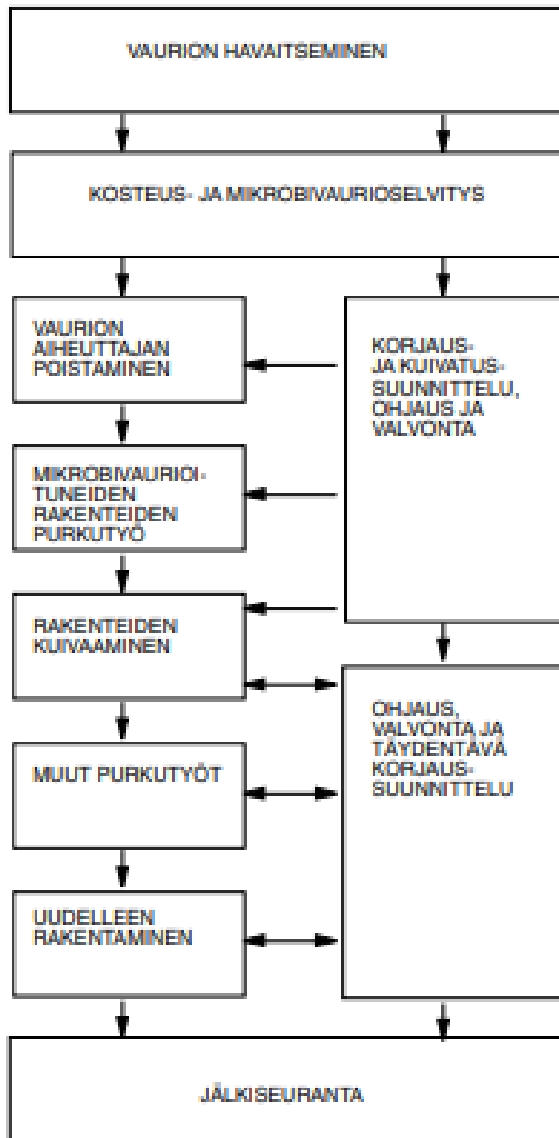 VAURION HAVAITSEMINEN
KOSTEUS- JA MIKROBIVAURIOSELVITYS
VAURION
AIHEUTTAJAN
POISTAMINEN
KORJAUS-
JA KUIVATUS-
SUUNNITTELU,
OHJAUS JA
VALVONTA
MIKROBIVAURIOI-
TUNEIDEN
RAKENTEIDEN
PURKUTYÖ
RAKENTEIDEN
KUIVAAMINEN
OHJAUS,
VALVONTA JA
TÄYDENTÄVÄ
KORJAUS-
SUUNNITTELU
MUUT PURKUTYÖT
UUDELLEEN
RAKENTAMINEN
JÄLKISEURANTA